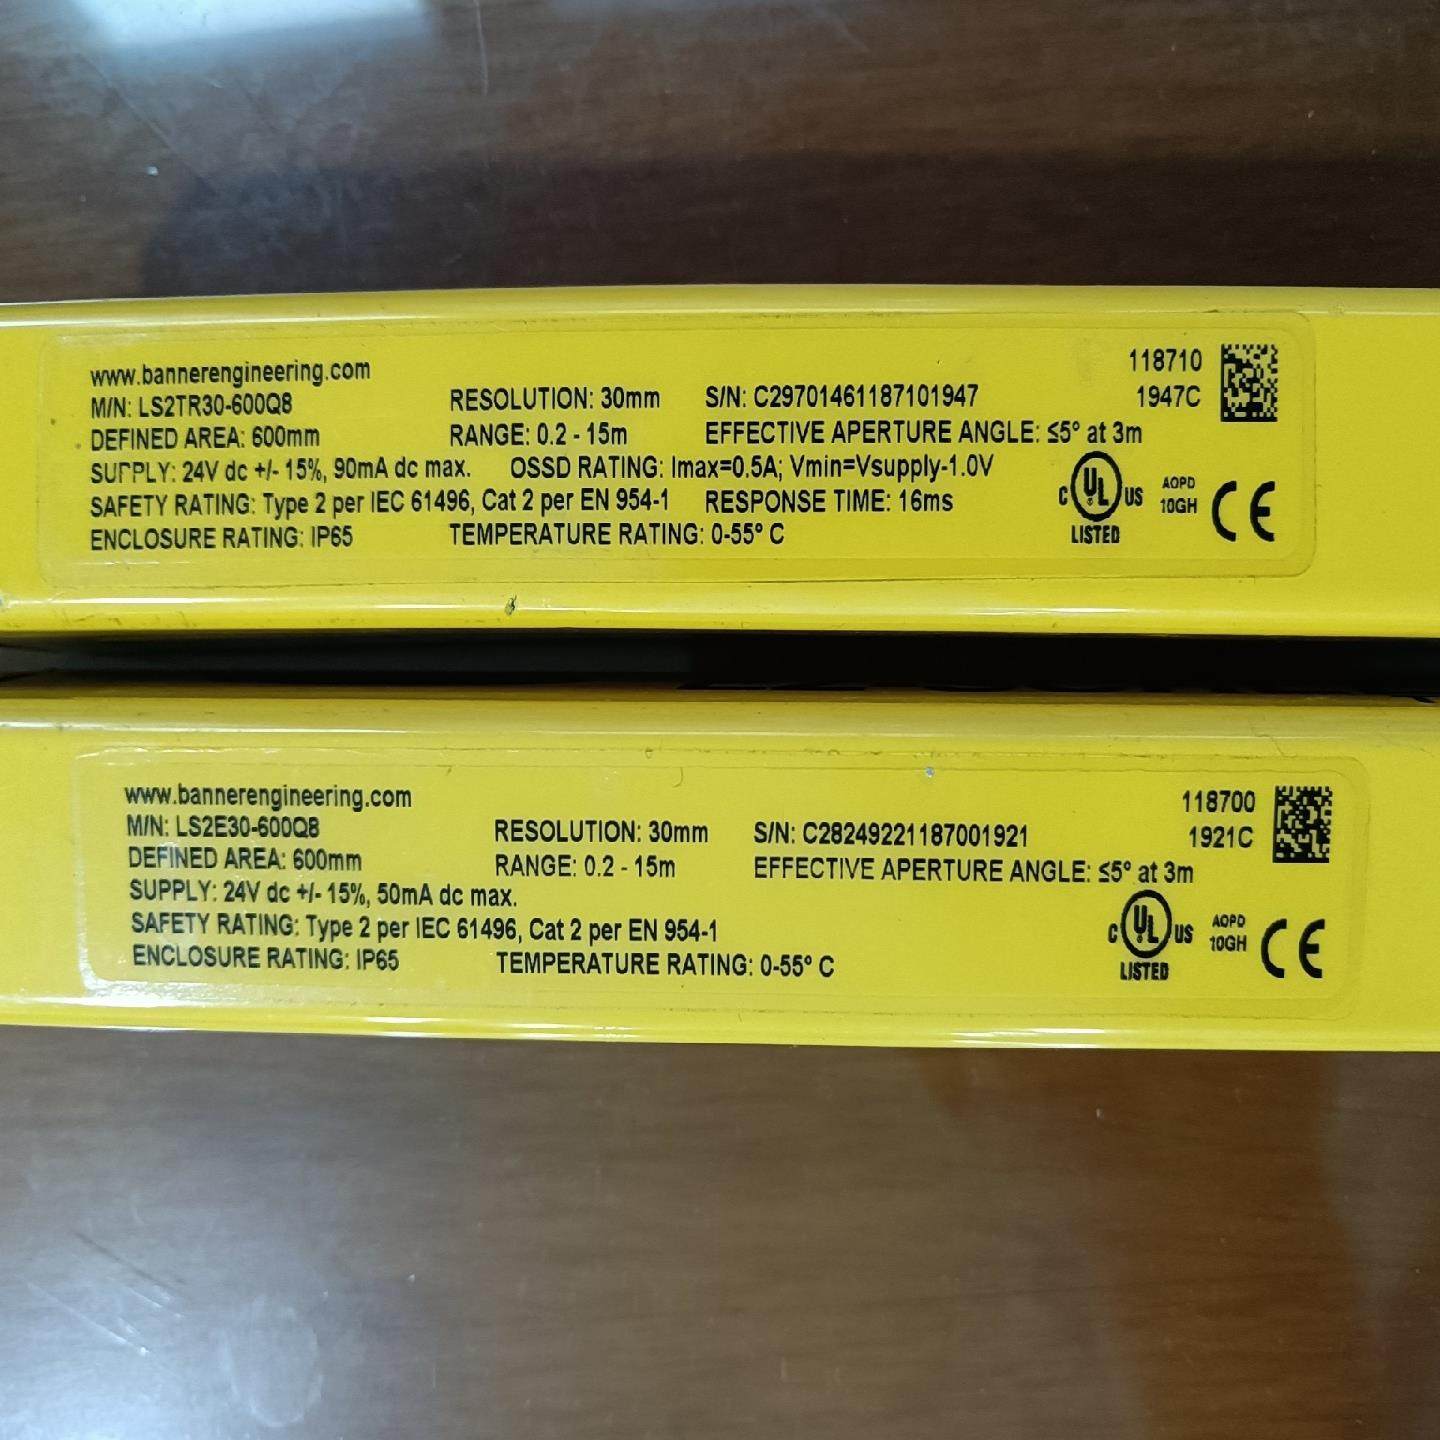 www.bannerengineering.com
M/N: LS2TR30-600Q8 RESOLUTION: 30mm S/N: C29701461187101947
DEFINED AREA: 600mm RANGE: 0.2 - 15m EFFECTIVE APERTURE ANGLE: ≤5° at 3m
SUPPLY: 24V dc +/- 15%, 90mA dc max. OSSD RATING: Imax=0.5A; Vmin=Vsupply-1.0V
SAFETY RATING: Type 2 per IEC 61496, Cat 2 per EN 954-1 RESPONSE TIME: 16ms
ENCLOSURE RATING: IP65 TEMPERATURE RATING: 0-55° C
118710
1947C
C UL US
LISTED
AOPD
10GH
CE
www.bannerengineering.com
M/N: LS2E30-600Q8 RESOLUTION: 30mm S/N: C28249221187001921
DEFINED AREA: 600mm RANGE: 0.2 - 15m EFFECTIVE APERTURE ANGLE: ≤5° at 3m
SUPPLY: 24V dc +/- 15%, 50mA dc max.
SAFETY RATING: Type 2 per IEC 61496, Cat 2 per EN 954-1
ENCLOSURE RATING: IP65 TEMPERATURE RATING: 0-55° C
118700
1921C
C UL US
LISTED
AOPD
10GH
CE